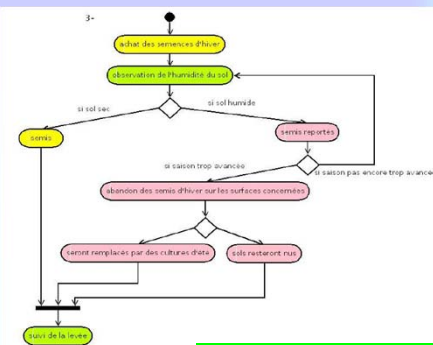 3-
achat des semences d'hiver
observation de l'humidité du sol
si sol sec
si sol humide
semis
semis reportés
si saison trop avancée
si saison pas encore trop avancée
abandon des semis d'hiver sur les surfaces concernées
seront remplacés par des cultures d'été
sols resteront nus
suivi de la levée